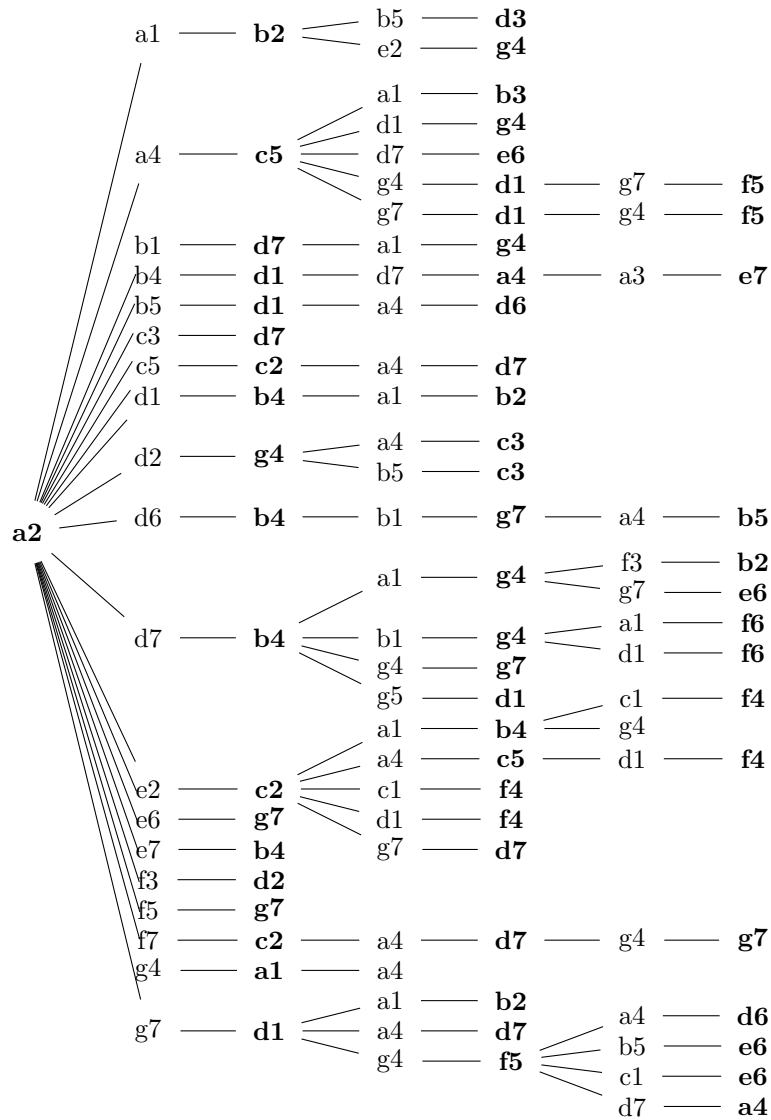 a1 b2 b5 d3
e2 g4
a1 b3
d1 g4
a4 c5 d7 e6
g4 d1 g7 f5
g7 d1 g4 f5
b1 d7 a1 g4
b4 d1 d7 a4 a3 e7
b5 d1 a4 d6
c3 d7
c5 c2 a4 d7
d1 b4 a1 b2
a4 c3
d2 g4
b5 c3
d6 b4 b1 g7 a4 b5
a2
f3 b2
a1 g4
g7 e6
a1 f6
d7 b4 b1 g4
d1 f6
g4 g7
g5 d1 c1 f4
a1 b4 g4
a4 c5 d1 f4
e2 c2 c1 f4
e6 g7 d1 f4
e7 b4 g7 d7
f3 d2
f5 g7
f7 c2 a4 d7 g4 g7
g4 a1 a4
a1 b2
a4 d6
g7 d1 a4 d7
b5 e6
g4 f5
c1 e6
d7 a4